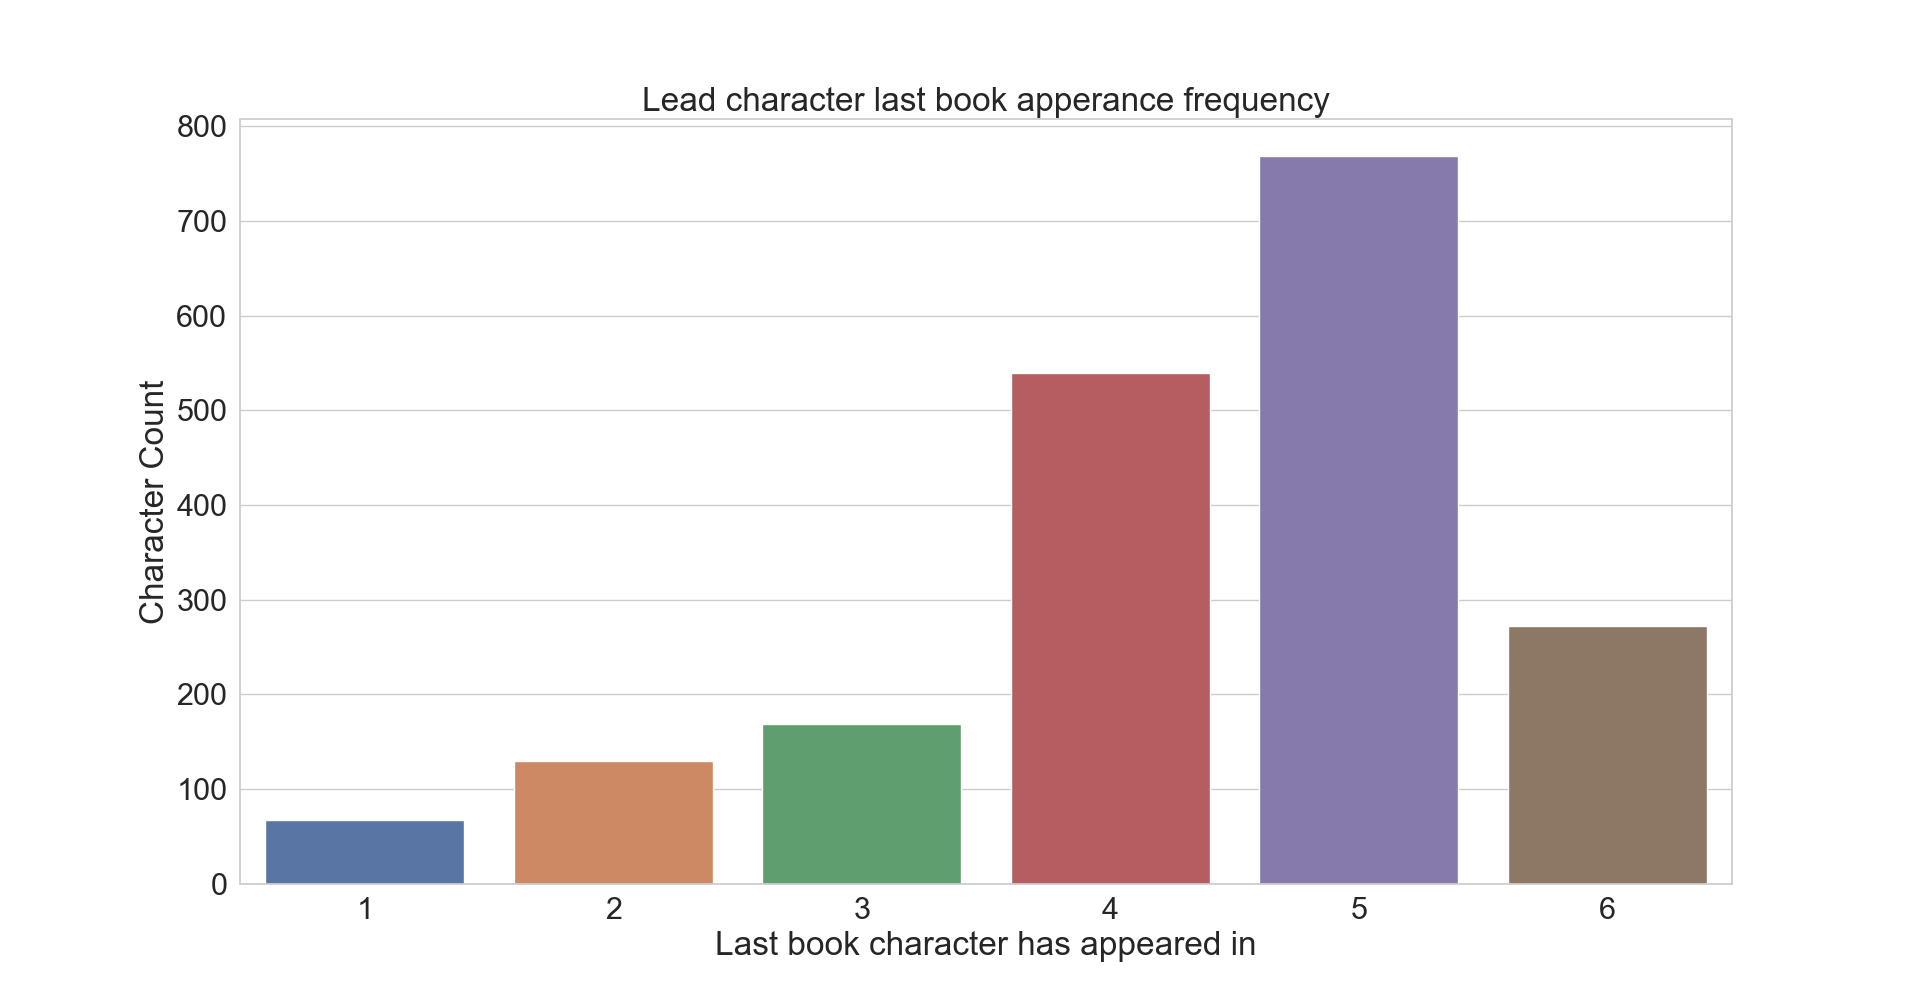 Lead character last book apperance frequency
800
700
600
500
400
300
200
100
0
Character Count
1 2 3 4 5 6
Last book character has appeared in